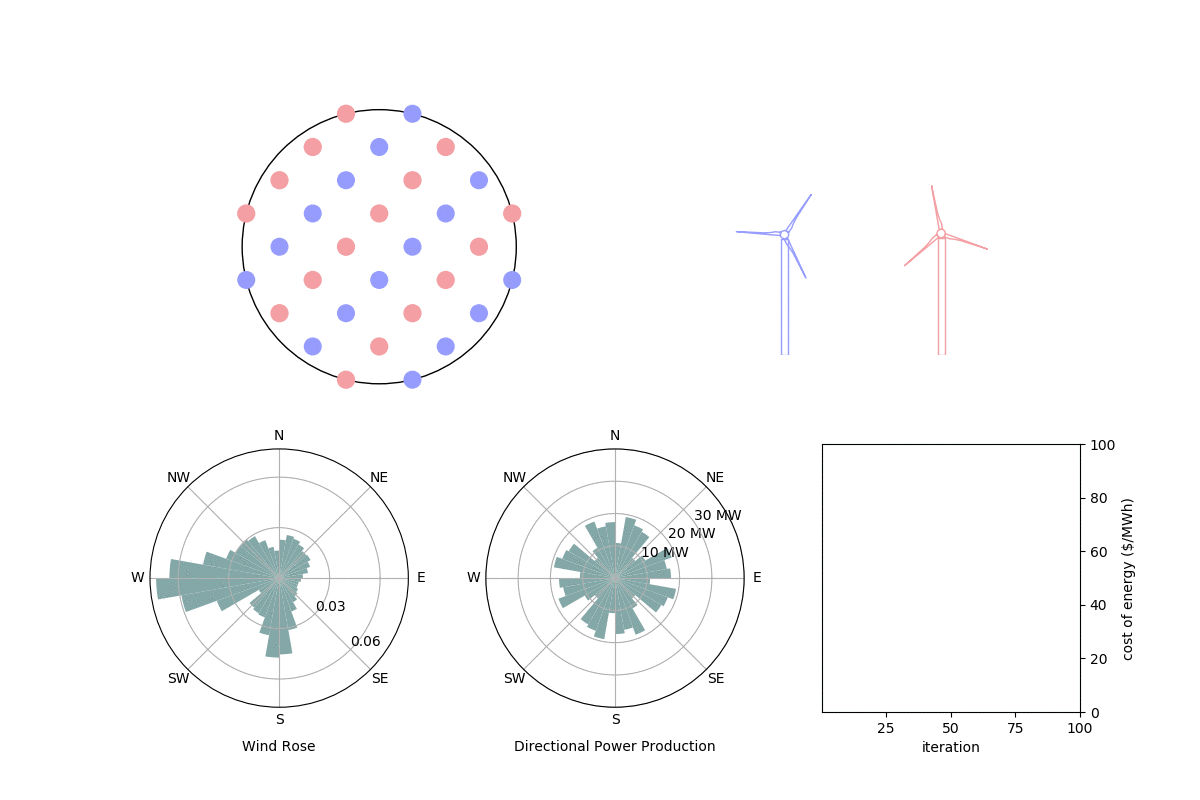 N
NW
NE
W
E
0.03
0.06
SW
SE
S
Wind Rose
N
NW
NE
30 MW
20 MW
10 MW
W
E
SW
SE
S
Directional Power Production
100
80
60
40
20
0
cost of energy ($/MWh)
25 50 75 100
iteration